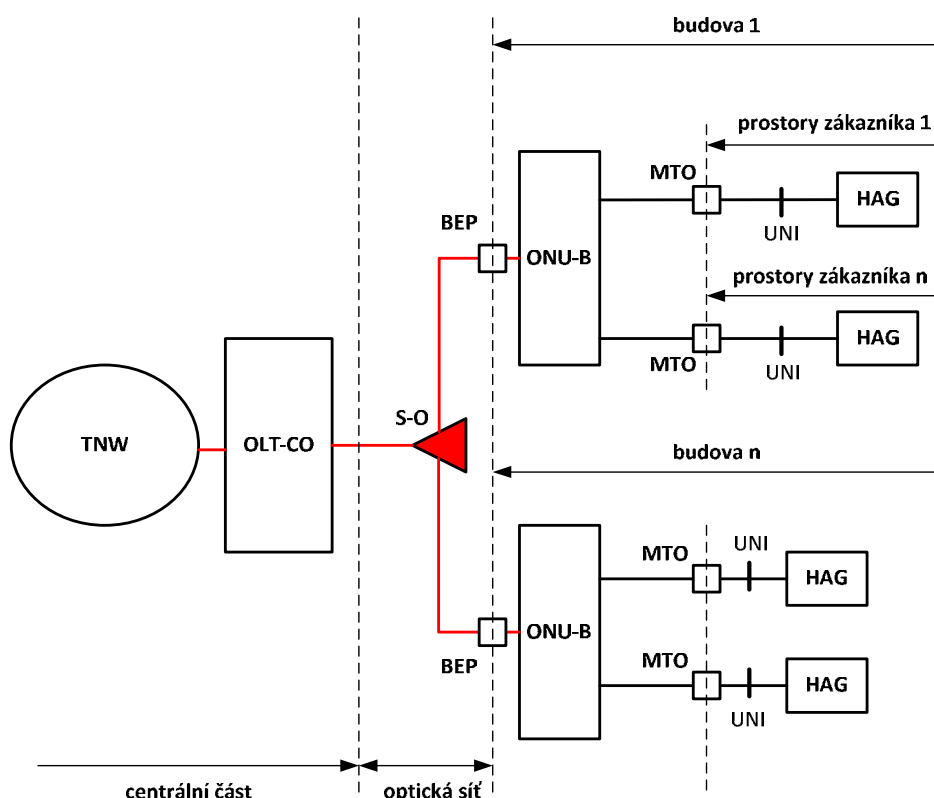 budova 1
prostory zákazníka 1
MTO
HAG
UNI
BEP
ONU-B
prostory zákazníka n
MTO
HAG
UNI
S-O
TNW
OLT-CO
budova n
UNI
MTO
HAG
ONU-B
BEP
MTO
HAG
UNI
centrální část
optická síť